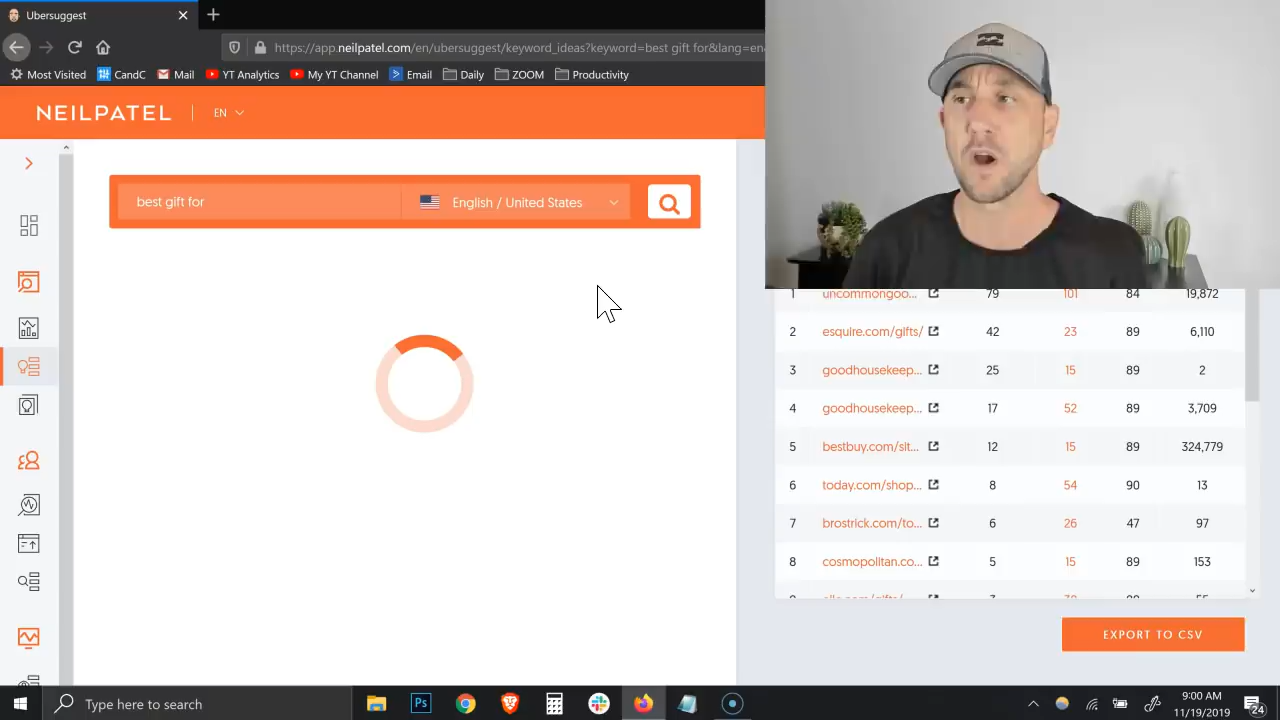 Ubersuggest
https://app.neilpatel.com/en/ubersuggest/keyword_ideas?keyword=best gift for&lang=en
Most Visited CandC Mail YT Analytics My YT Channel Email Daily ZOOM Productivity
NEILPATEL EN
best gift for English / United States
1 uncommongoo... 79 101 84 19,872
2 esquire.com/gifts/ 42 23 89 6,110
3 goodhousekeep... 25 15 89 2
4 goodhousekeep... 17 52 89 3,709
5 bestbuy.com/sit... 12 15 89 324,779
6 today.com/shop... 8 54 90 13
7 brostrick.com/to... 6 26 47 97
8 cosmopolitan.co... 5 15 89 153
EXPORT TO CSV
Type here to search
Ps
9:00 AM
11/19/2019
24